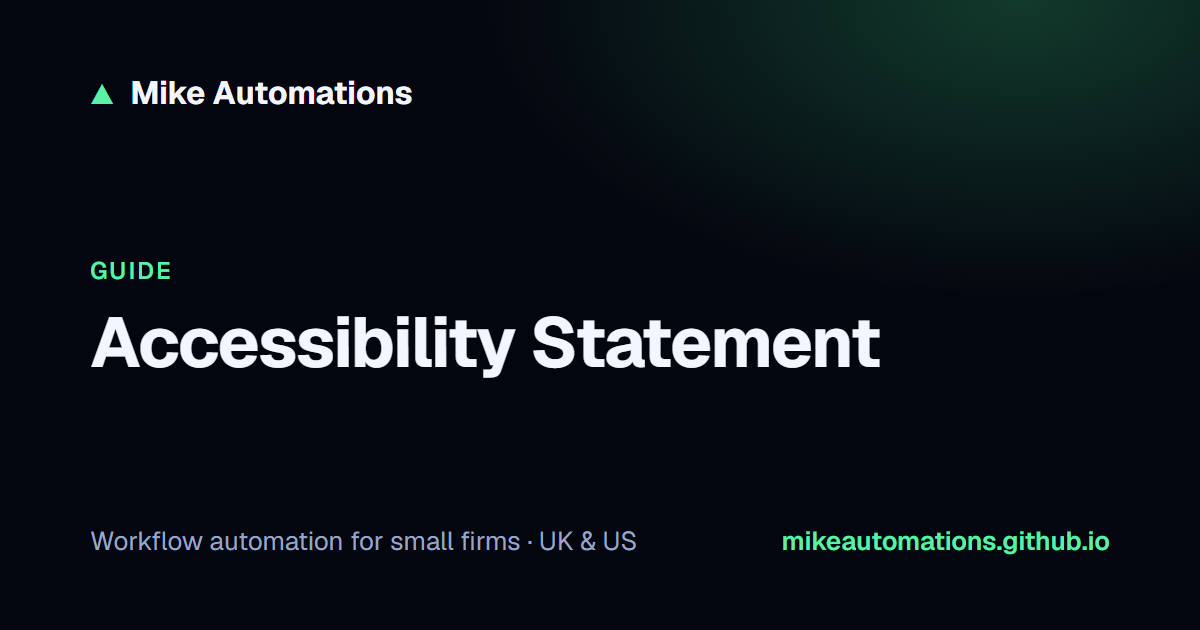 Mike Automations
GUIDE
Accessibility Statement
Workflow automation for small firms · UK & US
mikeautomations.github.io